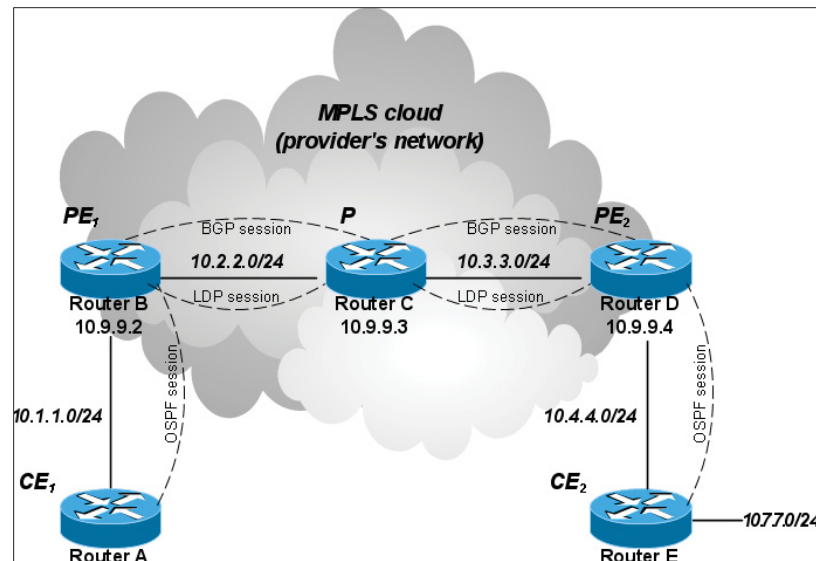 MPLS cloud
(provider's network)
PE1
P
PE2
BGP session
BGP session
10.2.2.0/24
10.3.3.0/24
LDP session
LDP session
Router B
10.9.9.2
Router C
10.9.9.3
Router D
10.9.9.4
OSPF session
OSPF session
10.1.1.0/24
10.4.4.0/24
CE1
CE2
10.7.7.0/24
Router A
Router E